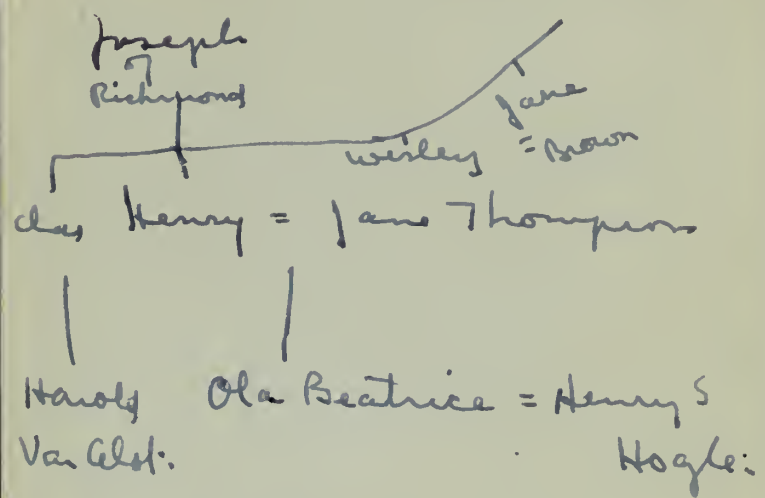 Joseph
of
Richmond
Jane
= Brown
Wesley
Chas Henry = Jane Thompson
Harold Ola Beatrice = Henry S
Van Alst. Hogle.